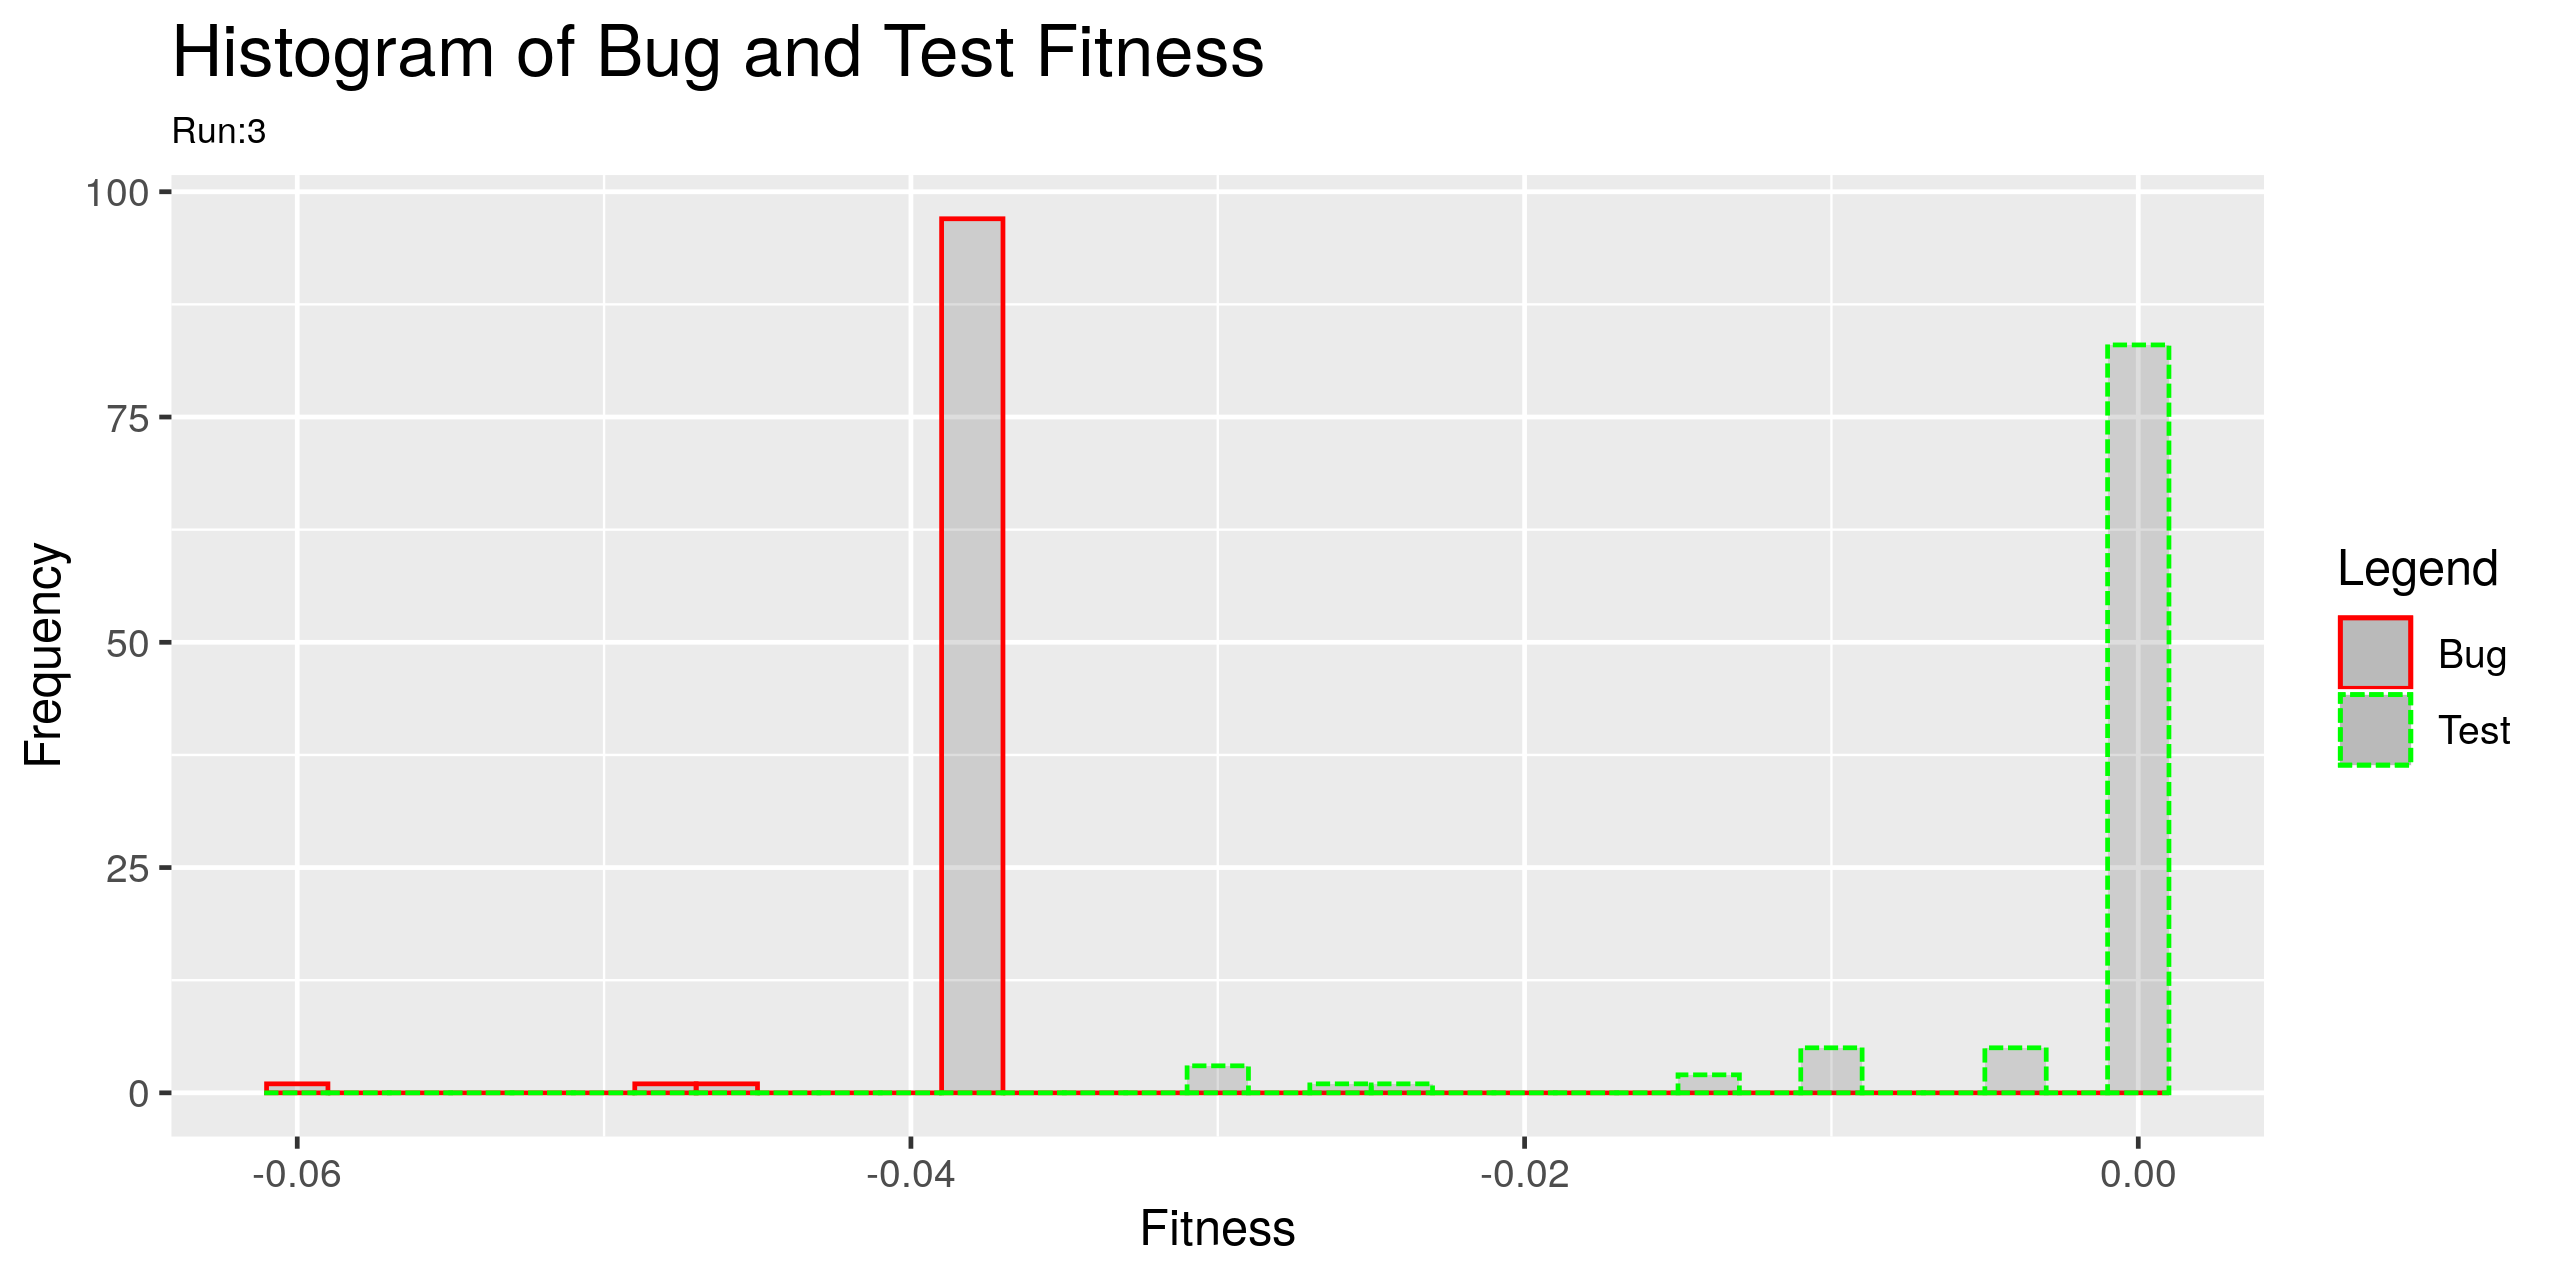 Histogram of Bug and Test Fitness
Run:3
100
75
50
25
0
Frequency
-0.06
-0.04
-0.02
0.00
Fitness
Legend
Bug
Test